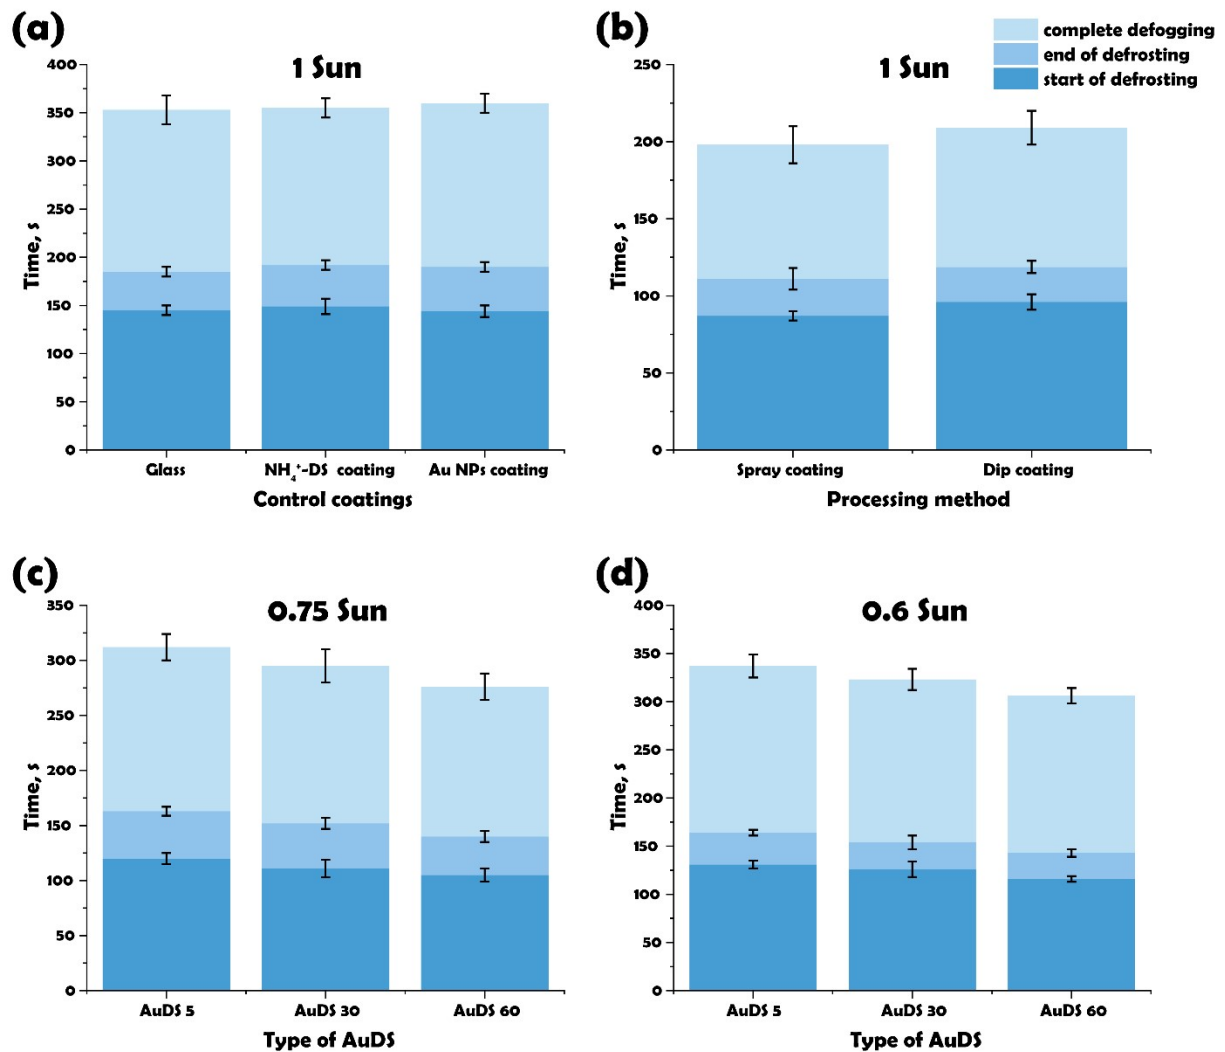 (a)
1 Sun
400
350
300
250
200
150
100
50
0
Time, s
Glass
NH₄⁺-DS coating
Au NPs coating
Control coatings
(b)
1 Sun
complete defogging
end of defrosting
start of defrosting
250
200
150
100
50
0
Time, s
Spray coating
Dip coating
Processing method
(c)
0.75 Sun
350
300
250
200
150
100
50
0
Time, s
AuDS 5
AuDS 30
AuDS 60
Type of AuDS
(d)
0.6 Sun
400
350
300
250
200
150
100
50
0
Time, s
AuDS 5
AuDS 30
AuDS 60
Type of AuDS